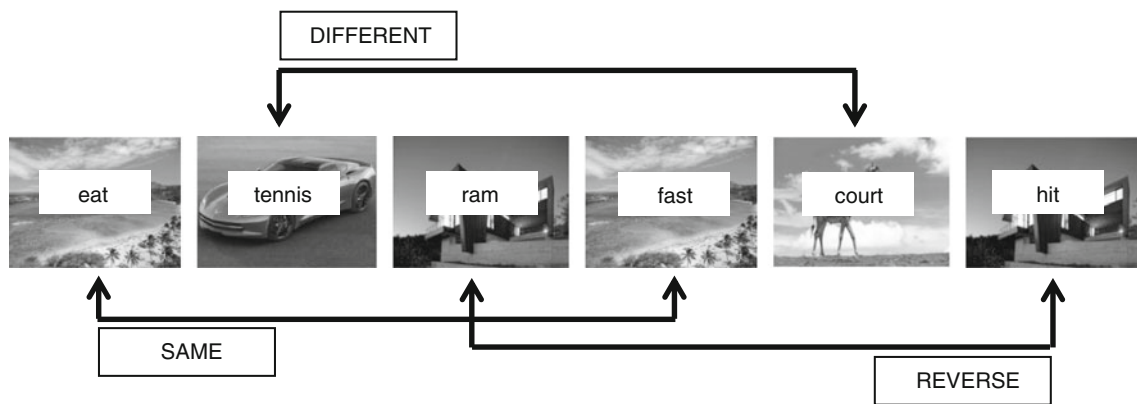 DIFFERENT
eat
tennis
ram
fast
court
hit
SAME
REVERSE